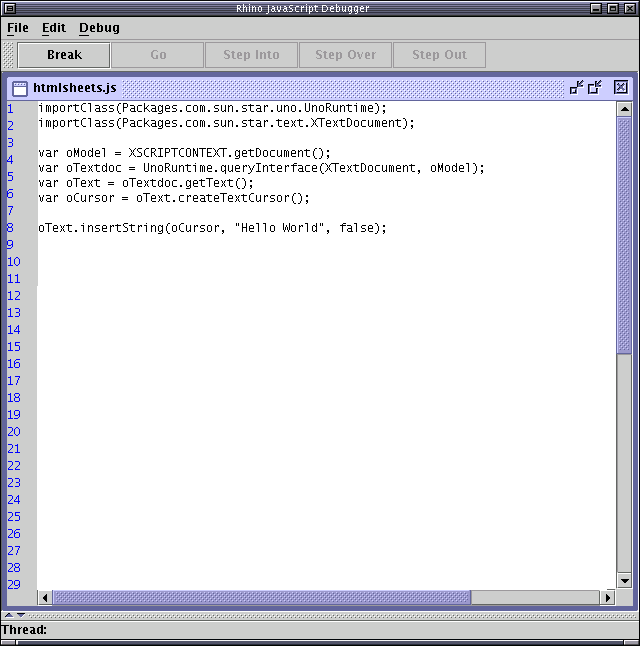 Rhino JavaScript Debugger
File Edit Debug
Break Go Step Into Step Over Step Out
htmlsheets.js
1 importClass(Packages.com.sun.star.uno.UnoRuntime);
2 importClass(Packages.com.sun.star.text.XTextDocument);
3
4 var oModel = XSCRIPTCONTEXT.getDocument();
5 var oTextdoc = UnoRuntime.queryInterface(XTextDocument, oModel);
6 var oText = oTextdoc.getText();
7 var oCursor = oText.createTextCursor();
8 oText.insertString(oCursor, "Hello World", false);
9
10
11
12
13
14
15
16
17
18
19
20
21
22
23
24
25
26
27
28
29
Thread: